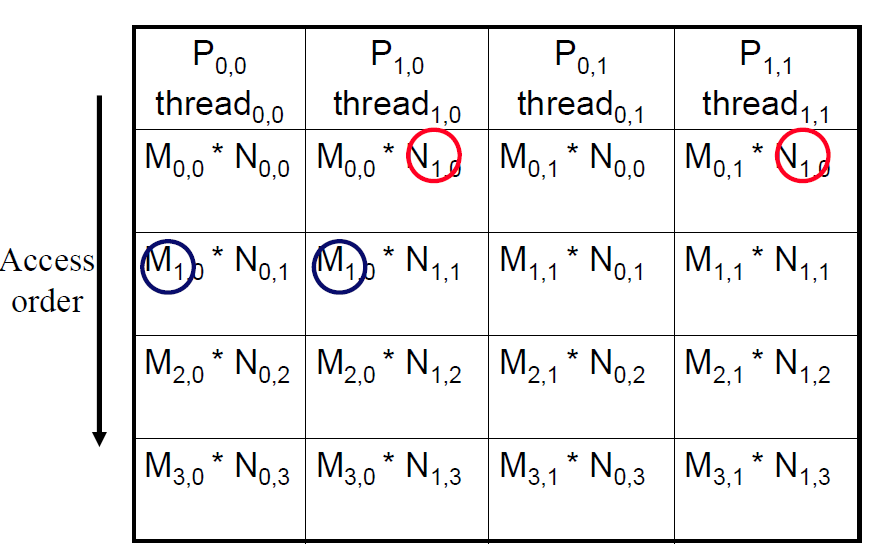 P0,0 P1,0 P0,1 P1,1
thread0,0 thread1,0 thread0,1 thread1,1
M0,0 * N0,0 M0,0 * N1,0 M0,1 * N0,0 M0,1 * N1,0
Access
order
M1,0 * N0,1 M1,0 * N1,1 M1,1 * N0,1 M1,1 * N1,1
M2,0 * N0,2 M2,0 * N1,2 M2,1 * N0,2 M2,1 * N1,2
M3,0 * N0,3 M3,0 * N1,3 M3,1 * N0,3 M3,1 * N1,3